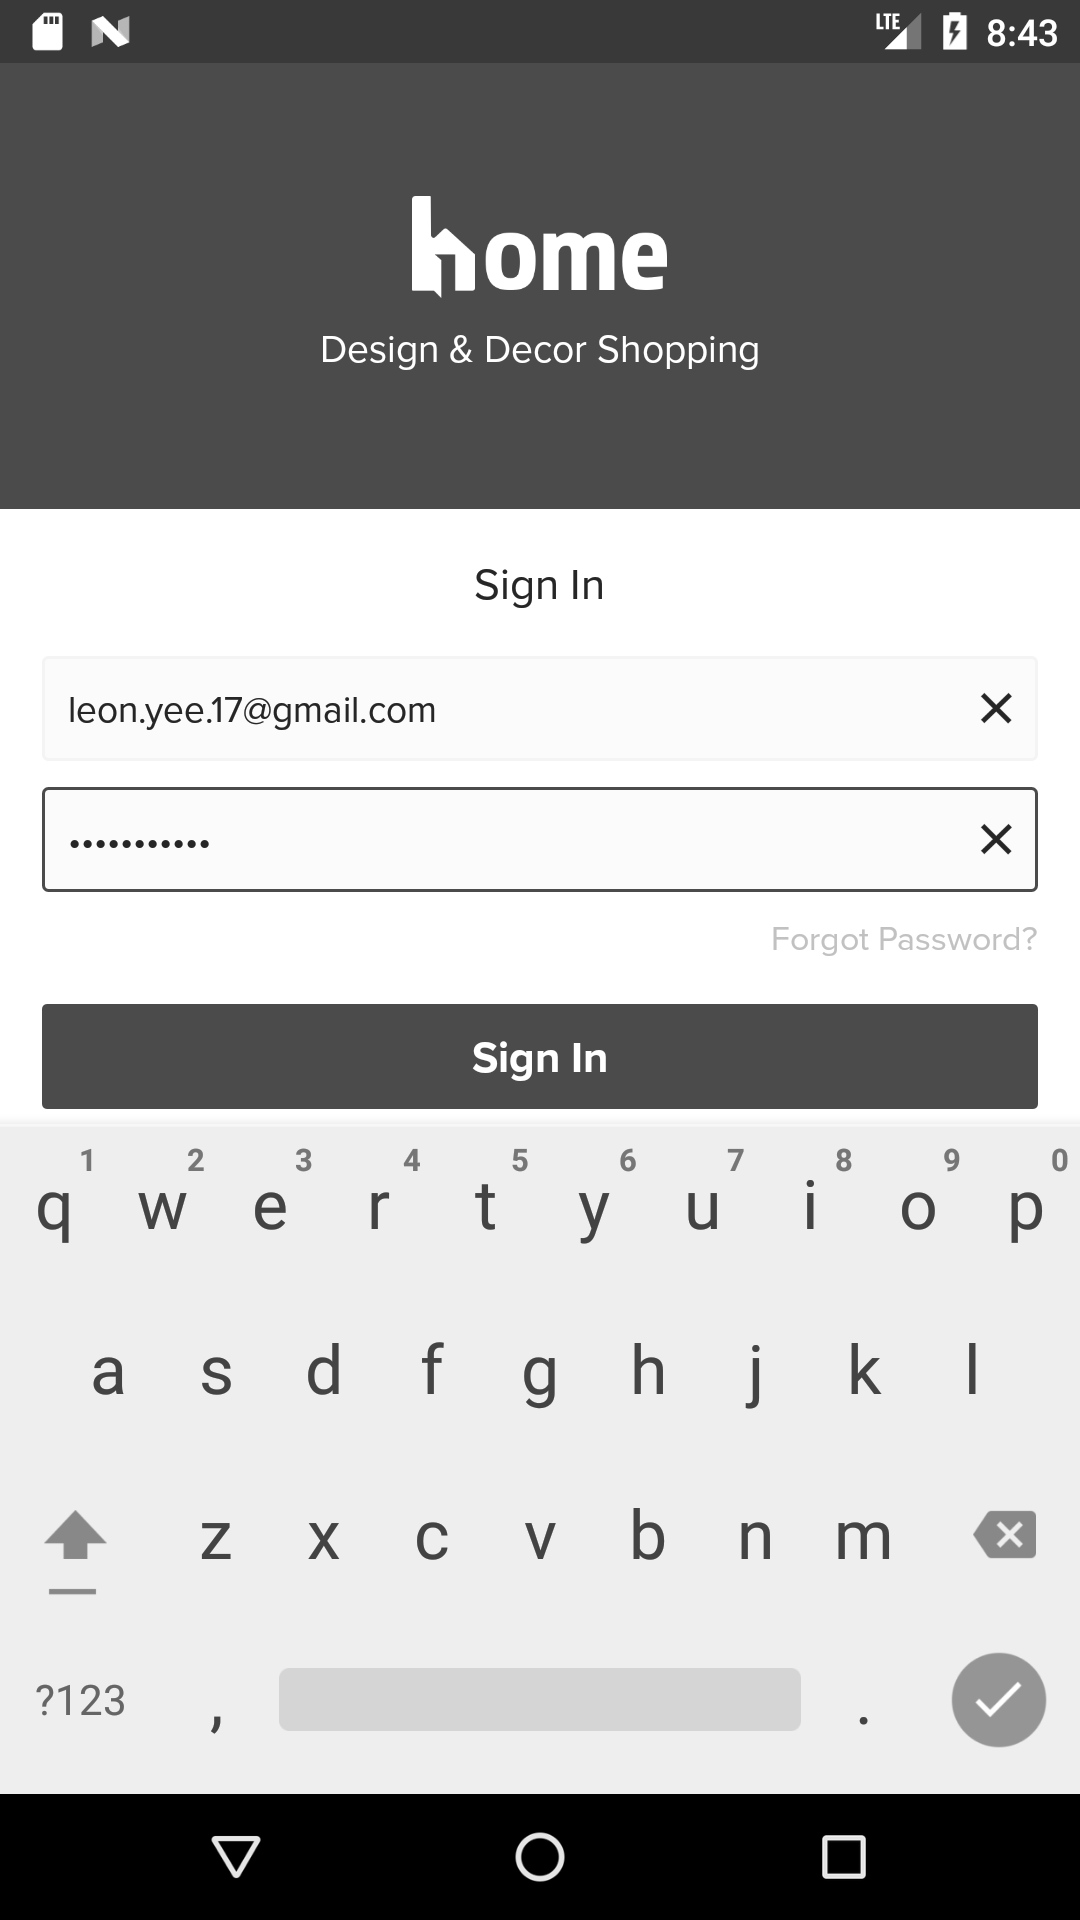 LTE 8:43
home
Design & Decor Shopping
Sign In
leon.yee.17@gmail.com
•••••••••••
Forgot Password?
Sign In
1 2 3 4 5 6 7 8 9 0
q w e r t y u i o p
a s d f g h j k l
z x c v b n m
?123 , .